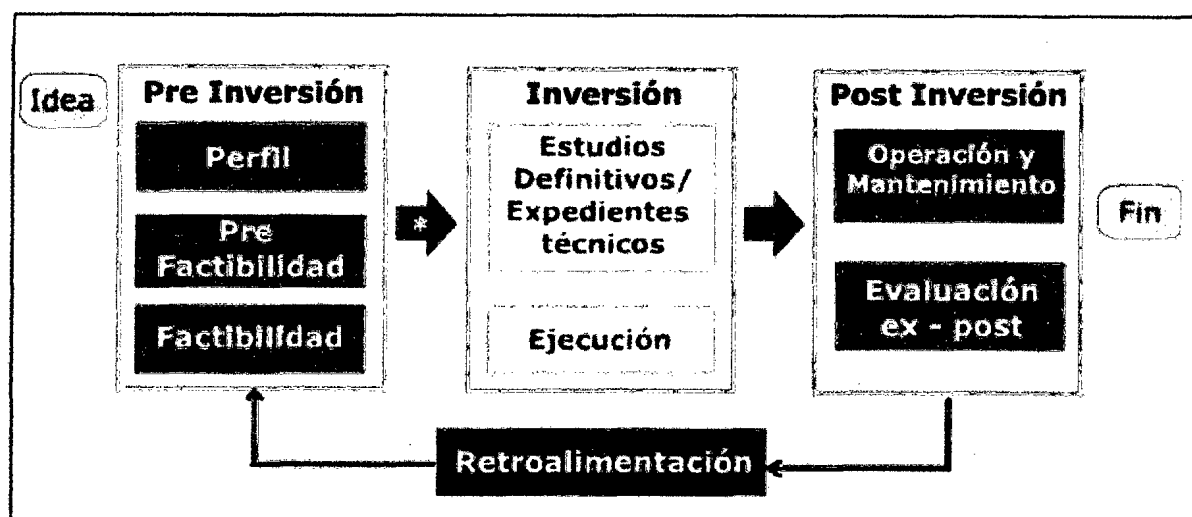 Idea
Pre Inversión
Perfil
Pre
Factibilidad
Factibilidad
*
Inversión
Estudios
Definitivos/
Expedientes
técnicos
Ejecución
Post Inversión
Operación y
Mantenimiento
Evaluación
ex - post
Fin
Retroalimentación